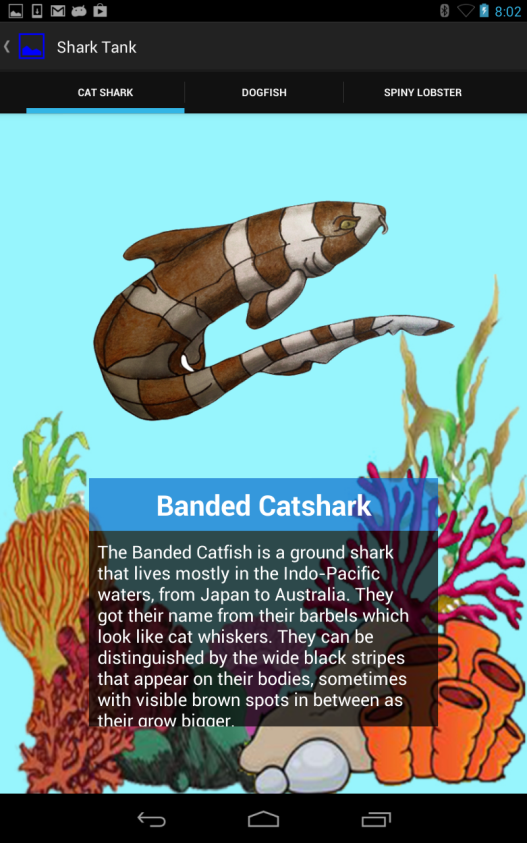 8:02
Shark Tank
CAT SHARK
DOGFISH
SPINY LOBSTER
Banded Catshark
The Banded Catfish is a ground shark
that lives mostly in the Indo-Pacific
waters, from Japan to Australia. They
got their name from their barbels which
look like cat whiskers. They can be
distinguished by the wide black stripes
that appear on their bodies, sometimes
with visible brown spots in between as
their grow bigger.